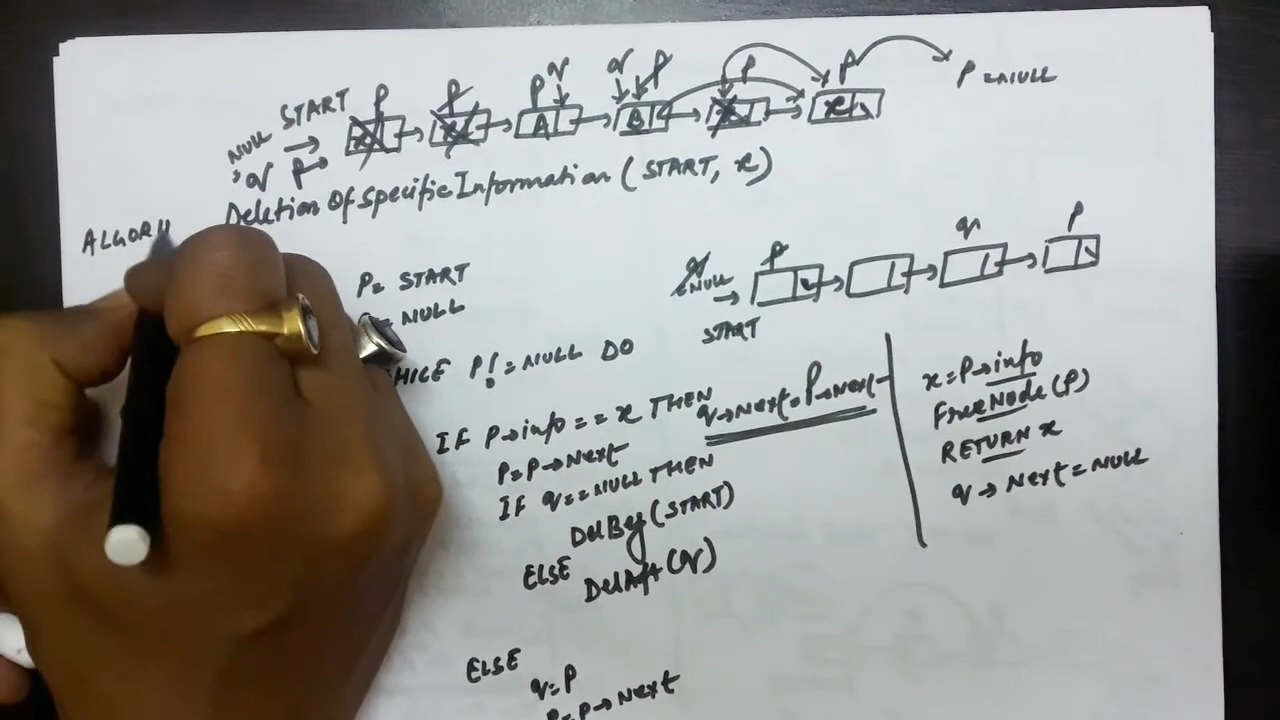 START P P P q q P P P P=NULL
NULL x x A B x x
q P
Deletion Of Specific Information (START, x)
ALGORI
P= START
= NULL
HILE P!=NULL DO
IF P→info == x THEN
P=P→Next
IF q==NULL THEN
DelBeg(START)
ELSE
DelAft(q)
ELSE
q=P
P=P→Next
q P
q P
=NULL
START
q→Next=P→Next
x=P→info
FreeNode(P)
RETURN x
q→Next=NULL